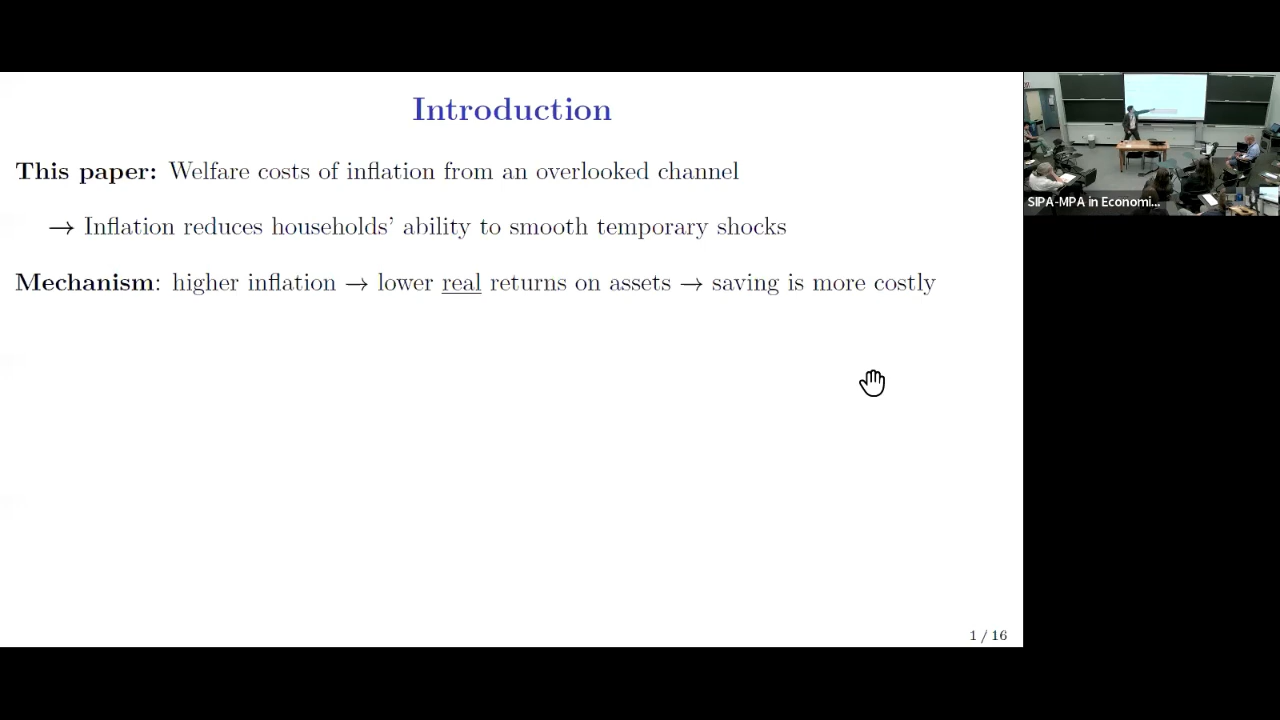 Introduction
This paper: Welfare costs of inflation from an overlooked channel
→ Inflation reduces households' ability to smooth temporary shocks
Mechanism: higher inflation → lower real returns on assets → saving is more costly
1 / 16
SIPA-MPA in Economi...